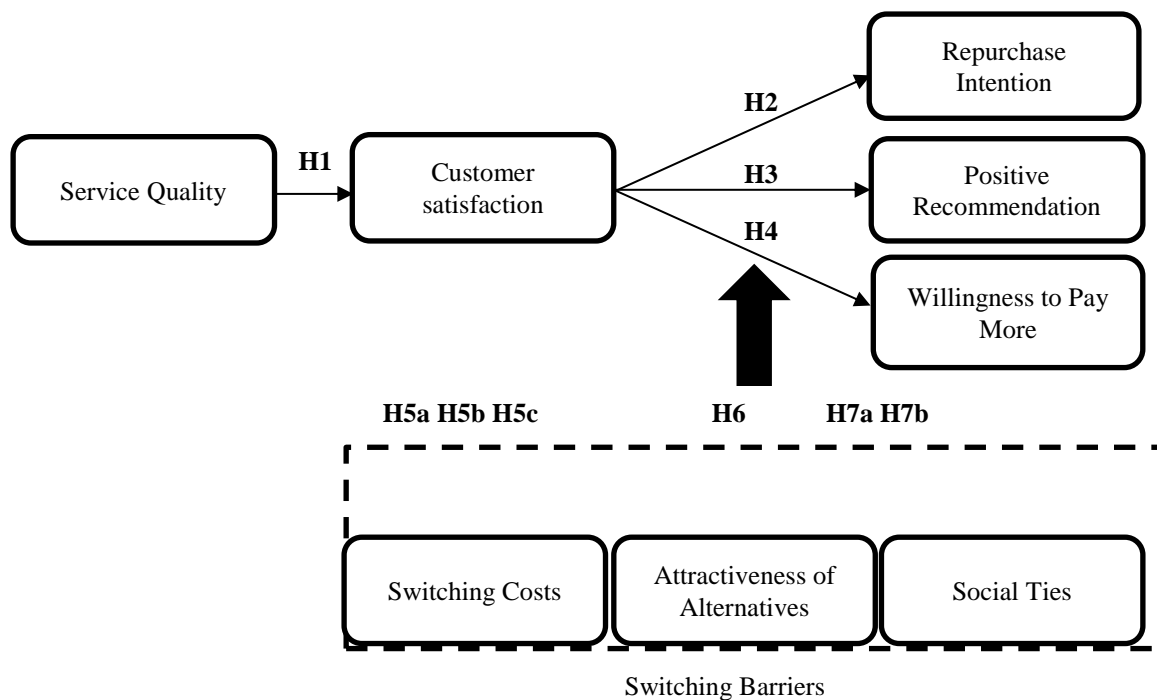 Repurchase
Intention
H2
H1
Service Quality
Customer
satisfaction
H3
Positive
Recommendation
H4
Willingness to Pay
More
H5a H5b H5c
H6
H7a H7b
Switching Costs
Attractiveness of
Alternatives
Social Ties
Switching Barriers